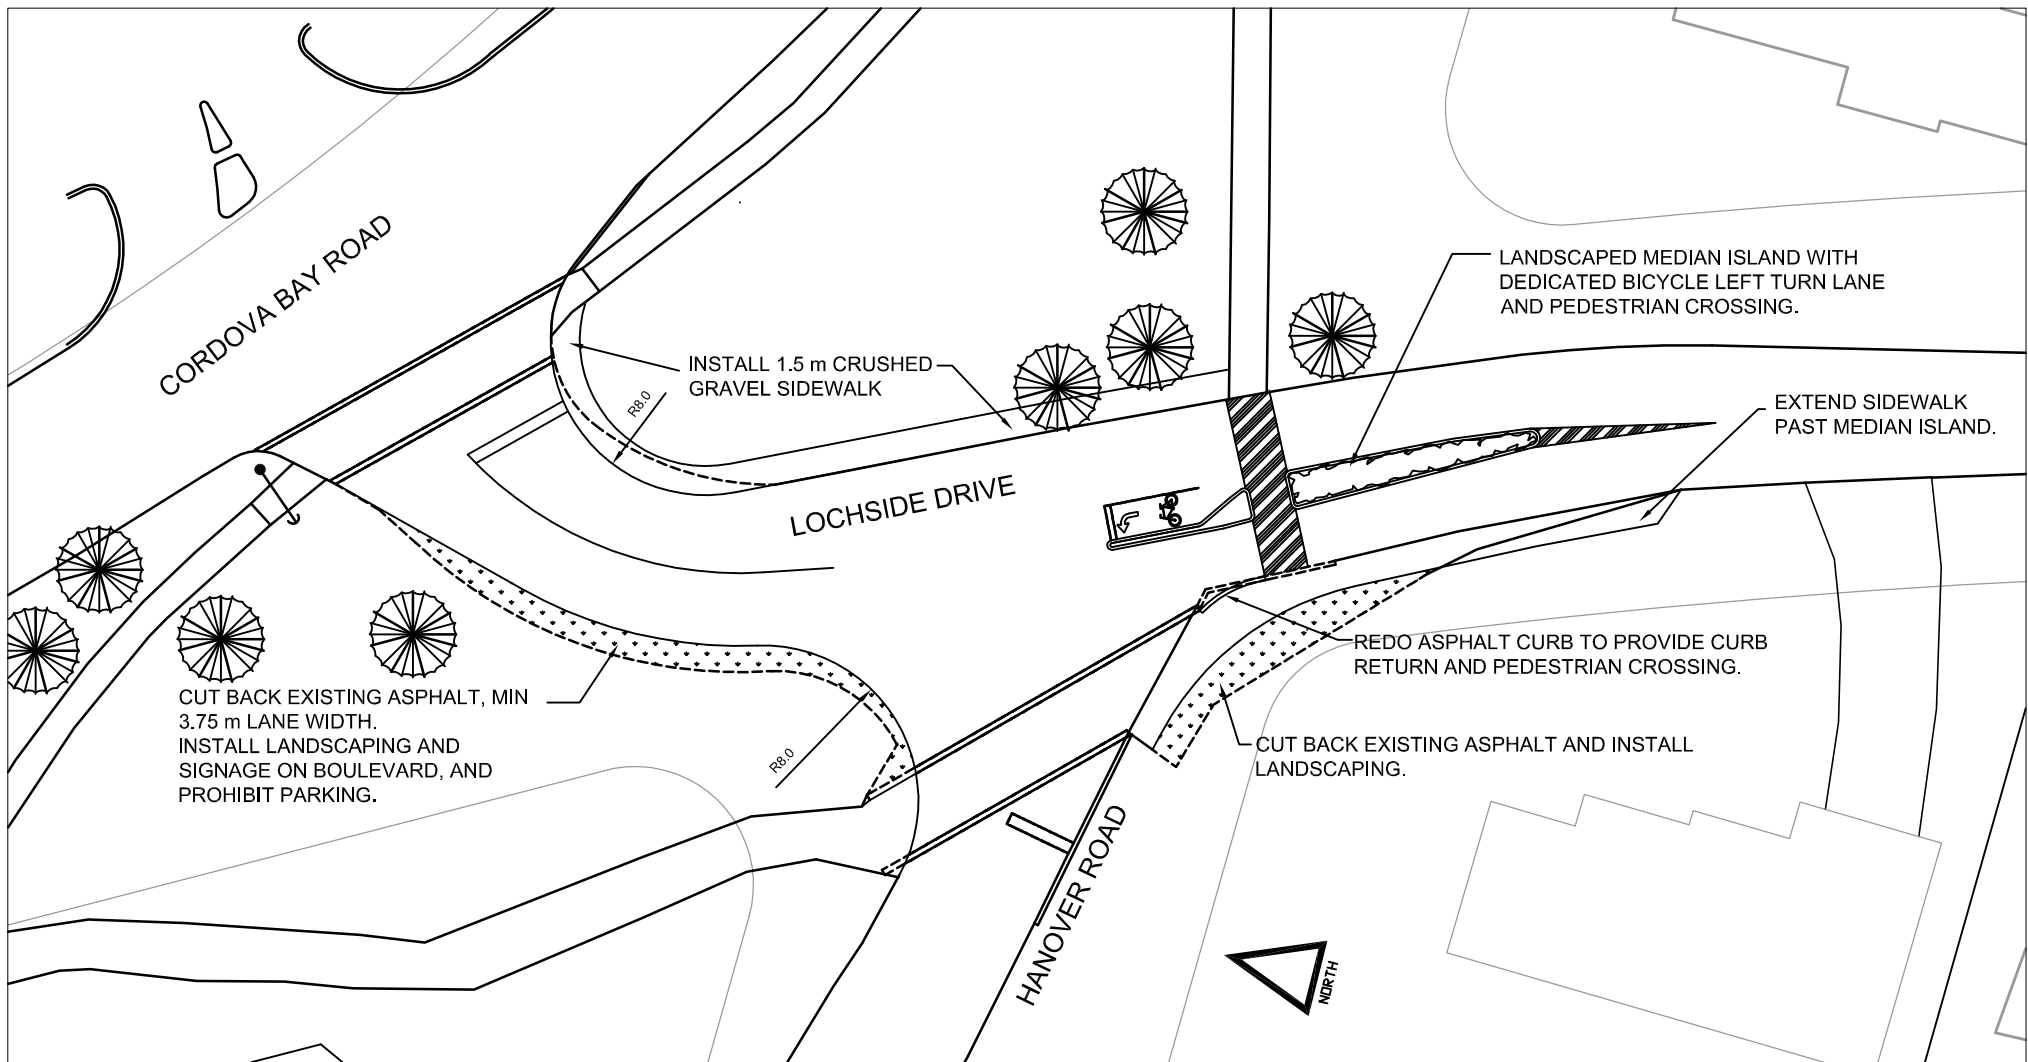 CORDOVA BAY ROAD
LANDSCAPED MEDIAN ISLAND WITH
DEDICATED BICYCLE LEFT TURN LANE
AND PEDESTRIAN CROSSING.
INSTALL 1.5 m CRUSHED
GRAVEL SIDEWALK
R8.0
EXTEND SIDEWALK
PAST MEDIAN ISLAND.
LOCHSIDE DRIVE
REDO ASPHALT CURB TO PROVIDE CURB
RETURN AND PEDESTRIAN CROSSING.
CUT BACK EXISTING ASPHALT, MIN
3.75 m LANE WIDTH.
INSTALL LANDSCAPING AND
SIGNAGE ON BOULEVARD, AND
PROHIBIT PARKING.
R8.0
CUT BACK EXISTING ASPHALT AND INSTALL
LANDSCAPING.
HANOVER ROAD
NORTH